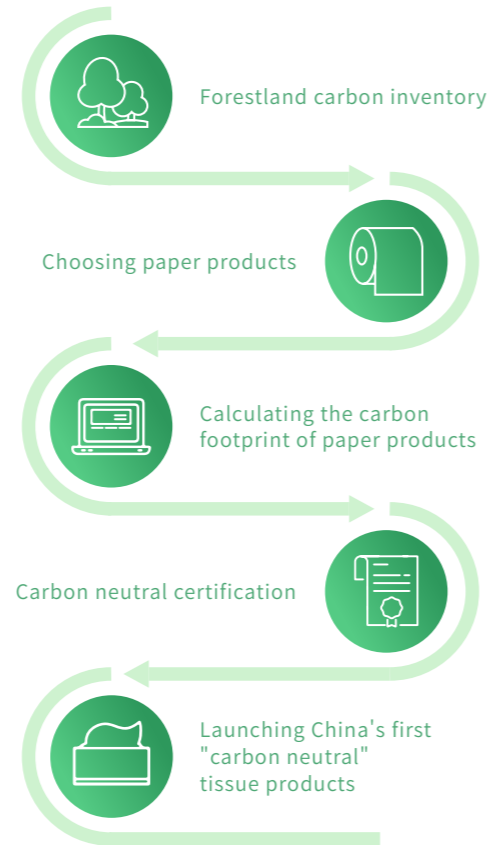 Forestland carbon inventory
Choosing paper products
Calculating the carbon
footprint of paper products
Carbon neutral certification
Launching China's first
"carbon neutral"
tissue products